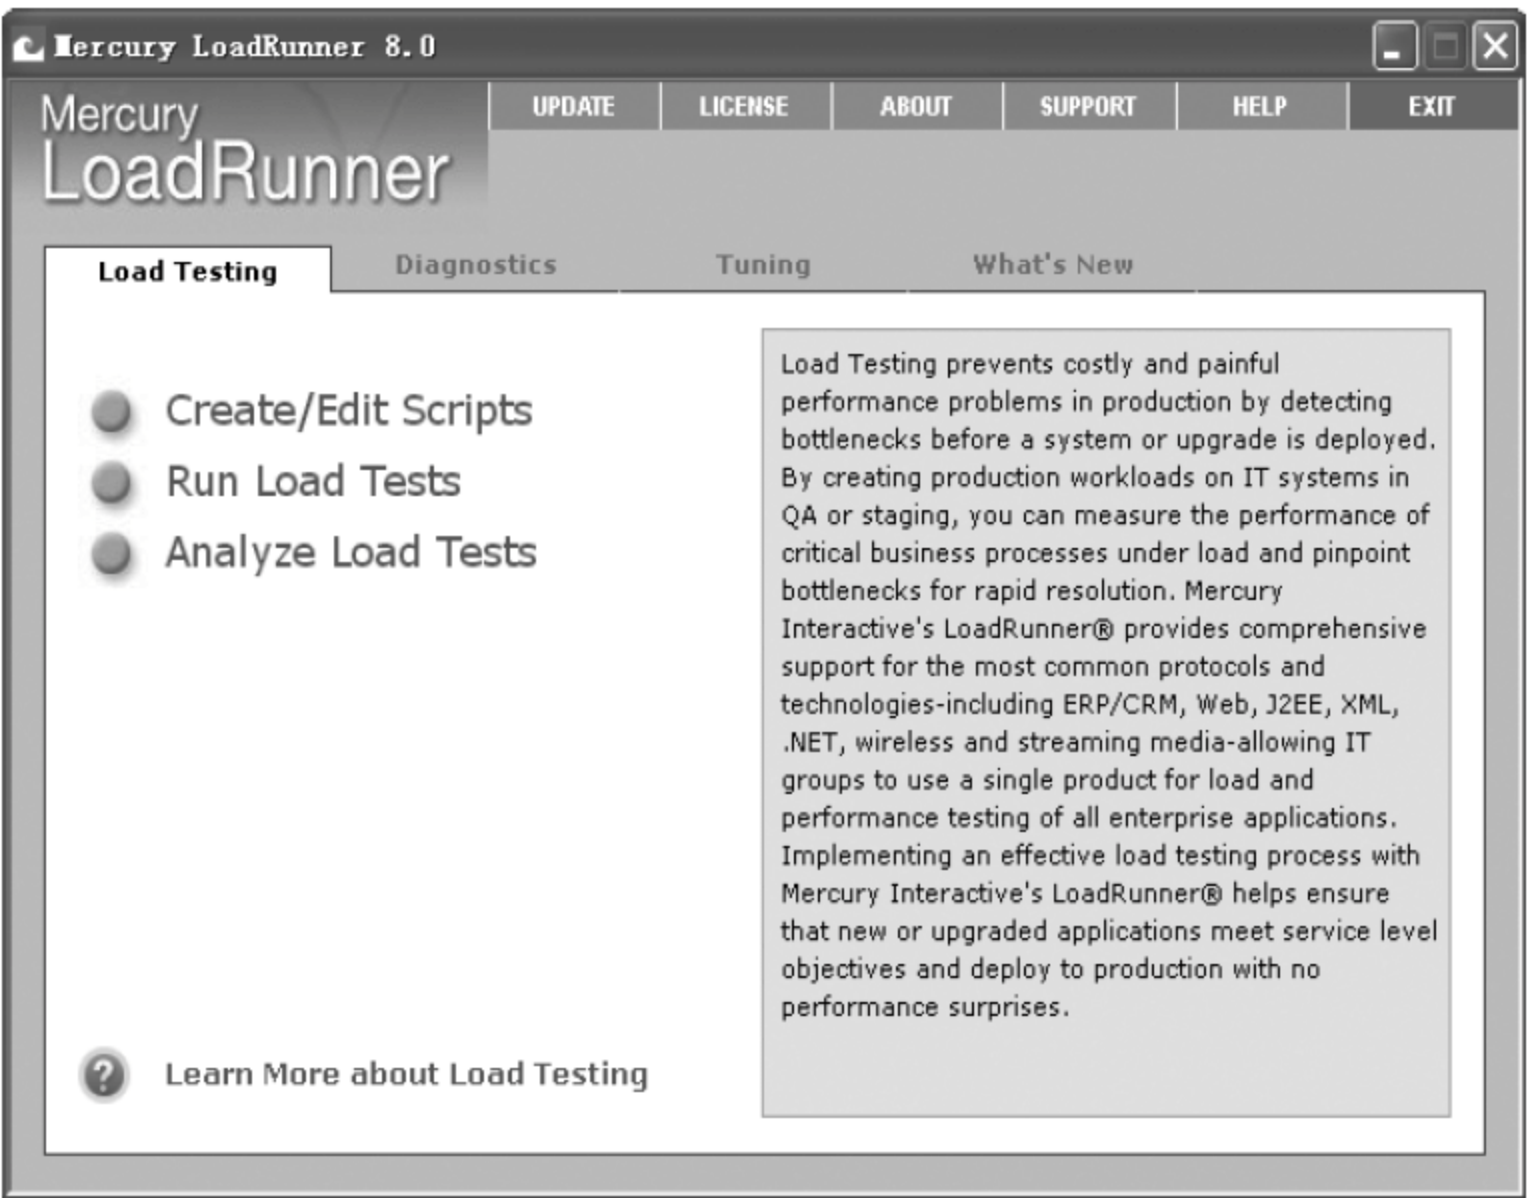 Mercury LoadRunner 8.0
Mercury
LoadRunner
UPDATE
LICENSE
ABOUT
SUPPORT
HELP
EXIT
Load Testing
Diagnostics
Tuning
What's New
Create/Edit Scripts
Run Load Tests
Analyze Load Tests
Learn More about Load Testing
Load Testing prevents costly and painful
performance problems in production by detecting
bottlenecks before a system or upgrade is deployed.
By creating production workloads on IT systems in
QA or staging, you can measure the performance of
critical business processes under load and pinpoint
bottlenecks for rapid resolution. Mercury
Interactive's LoadRunner® provides comprehensive
support for the most common protocols and
technologies-including ERP/CRM, Web, J2EE, XML,
.NET, wireless and streaming media-allowing IT
groups to use a single product for load and
performance testing of all enterprise applications.
Implementing an effective load testing process with
Mercury Interactive's LoadRunner® helps ensure
that new or upgraded applications meet service level
objectives and deploy to production with no
performance surprises.